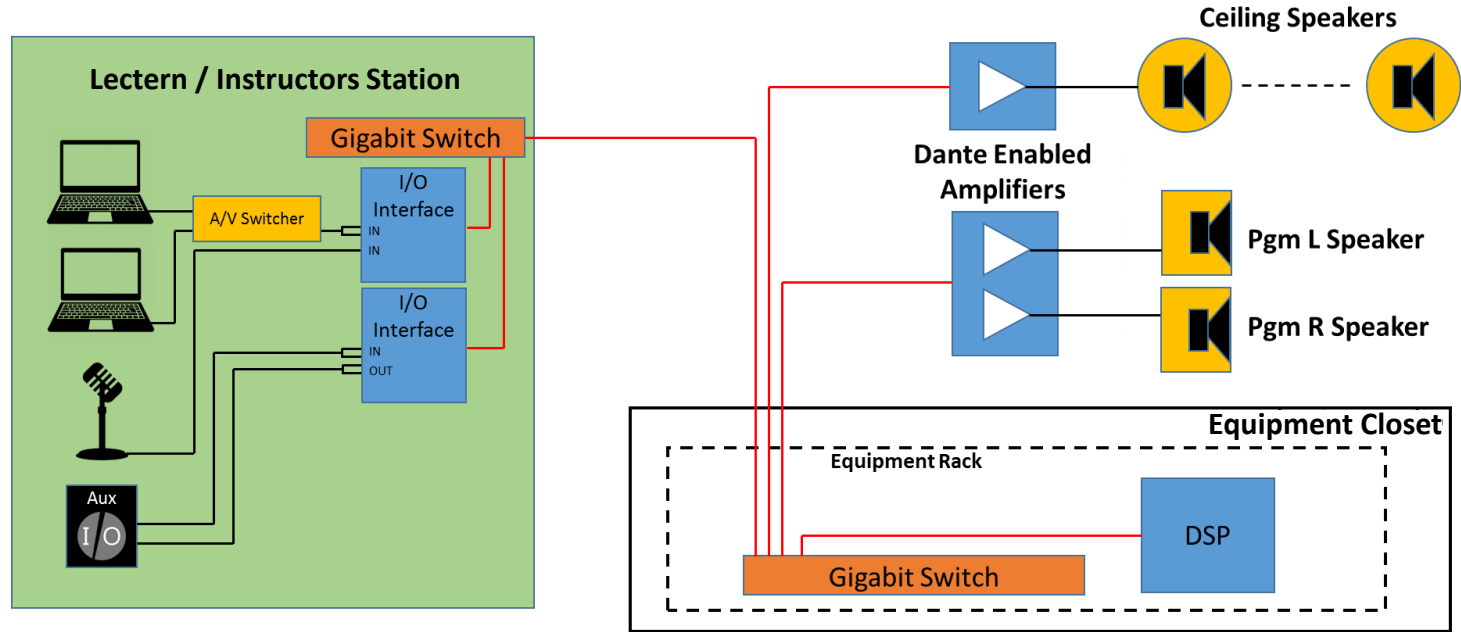 Lectern / Instructors Station
Gigabit Switch
I/O
Interface
IN
IN
A/V Switcher
I/O
Interface
IN
OUT
Aux
I/O
Ceiling Speakers
Dante Enabled
Amplifiers
Pgm L Speaker
Pgm R Speaker
Equipment Closet
Equipment Rack
DSP
Gigabit Switch